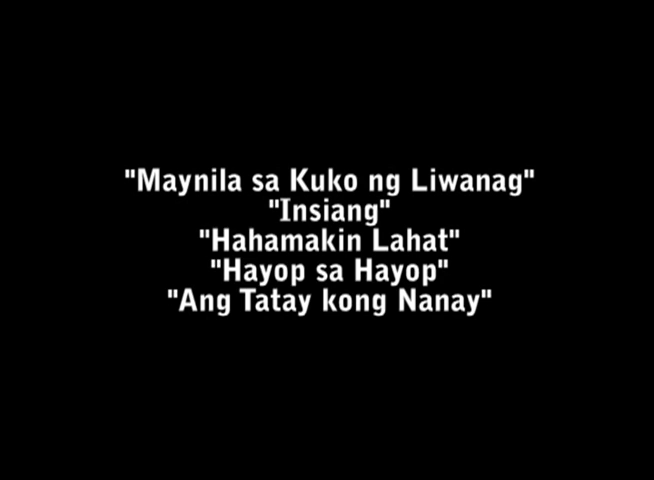 "Maynila sa Kuko ng Liwanag"
"Insiang"
"Hahamakin Lahat"
"Hayop sa Hayop"
"Ang Tatay kong Nanay"